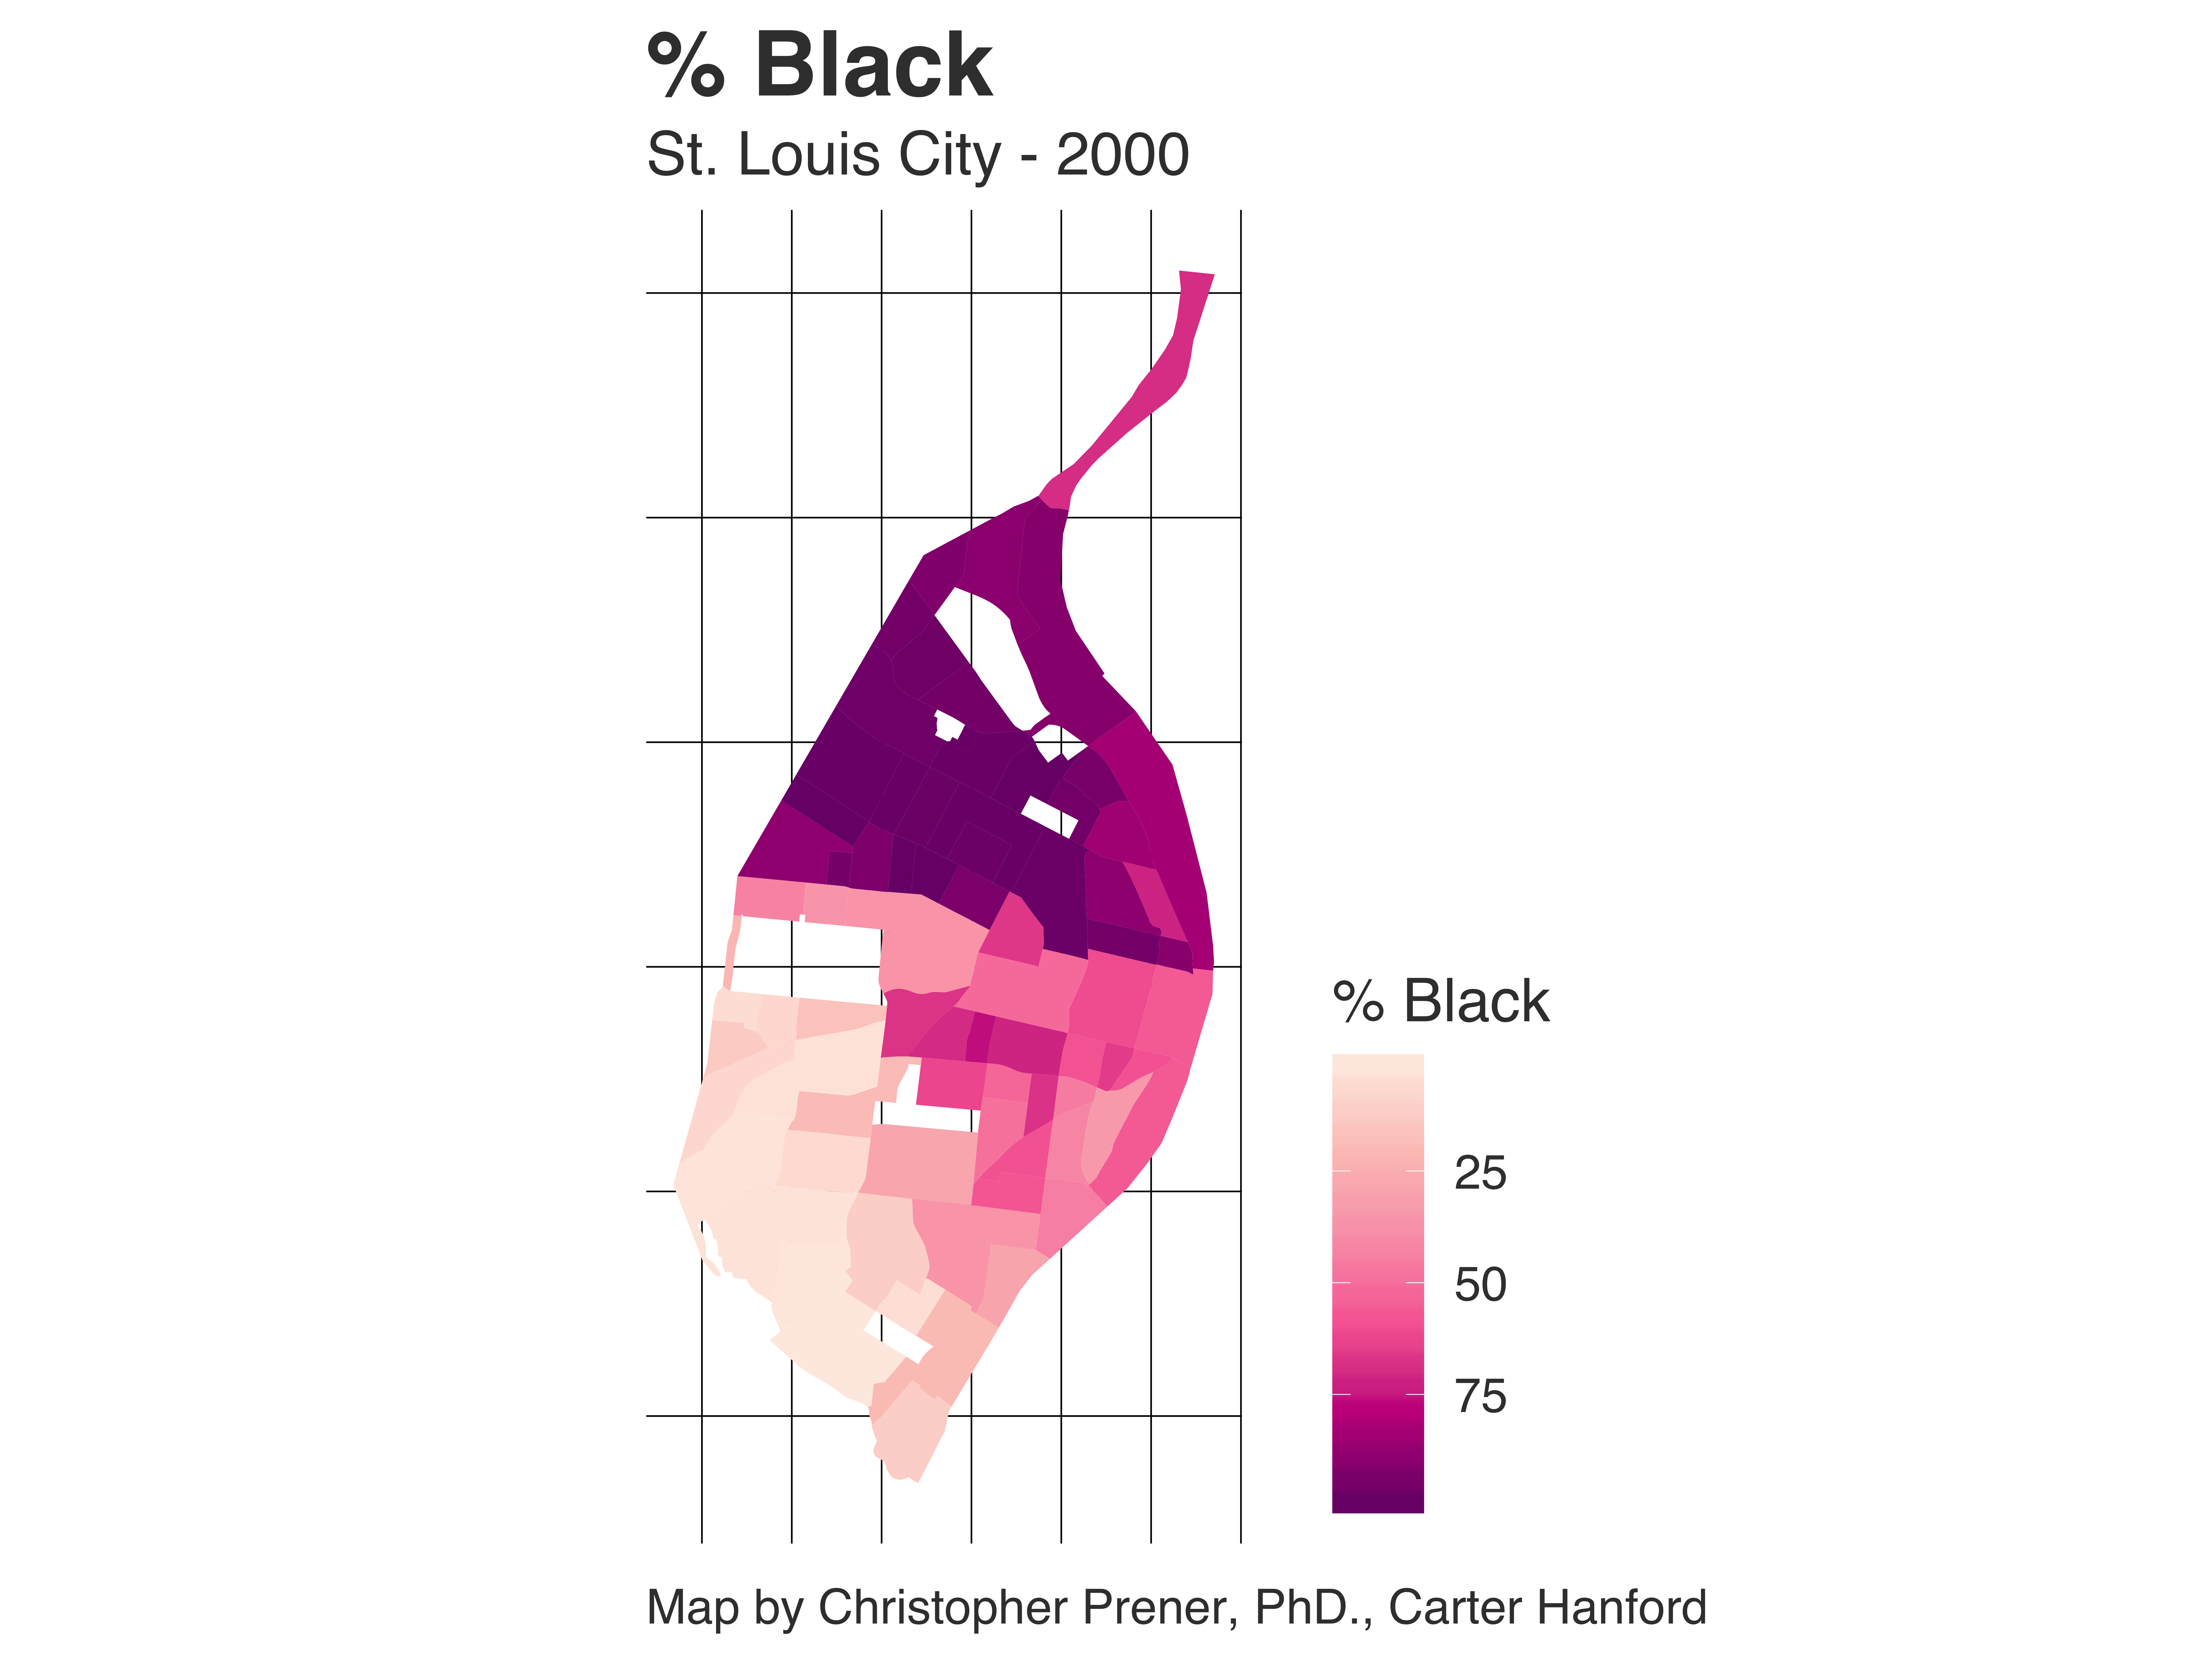 % Black
St. Louis City - 2000
% Black
25
50
75
Map by Christopher Prener, PhD., Carter Hanford